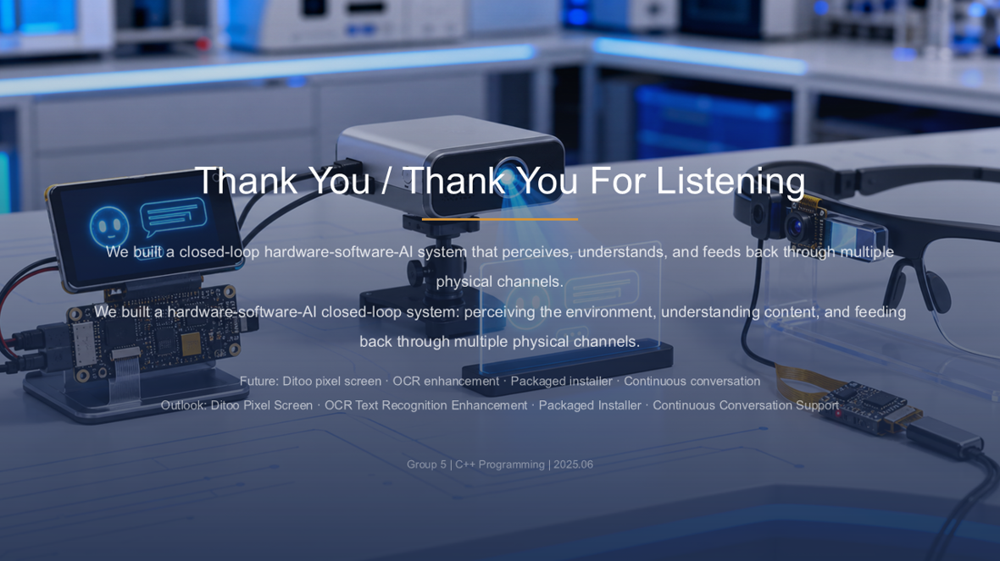 Thank You / Thank You For Listening
We built a closed-loop hardware-software-AI system that perceives, understands, and feeds back through multiple
physical channels.
We built a hardware-software-AI closed-loop system: perceiving the environment, understanding content, and feeding
back through multiple physical channels.
Future: Ditoo pixel screen · OCR enhancement · Packaged installer · Continuous conversation
Outlook: Ditoo Pixel Screen · OCR Text Recognition Enhancement · Packaged Installer · Continuous Conversation Support
Group 5 | C++ Programming | 2025.06